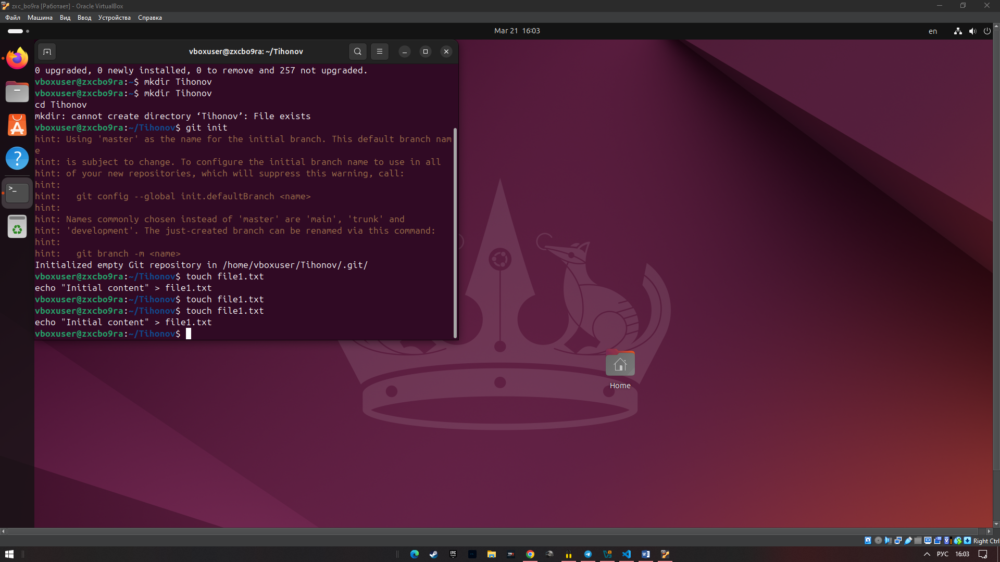 zxc_bo9ra [Работает] - Oracle VirtualBox
Файл Машина Вид Ввод Устройства Справка
Mar 21 16:03
en
vboxuser@zxcbo9ra: ~/Tihonov
0 upgraded, 0 newly installed, 0 to remove and 257 not upgraded.
vboxuser@zxcbo9ra:~$ mkdir Tihonov
vboxuser@zxcbo9ra:~$ mkdir Tihonov
cd Tihonov
mkdir: cannot create directory ‘Tihonov’: File exists
vboxuser@zxcbo9ra:~/Tihonov$ git init
hint: Using 'master' as the name for the initial branch. This default branch nam
e
hint: is subject to change. To configure the initial branch name to use in all
hint: of your new repositories, which will suppress this warning, call:
hint:
hint:   git config --global init.defaultBranch <name>
hint:
hint: Names commonly chosen instead of 'master' are 'main', 'trunk' and
hint: 'development'. The just-created branch can be renamed via this command:
hint:
hint:   git branch -m <name>
Initialized empty Git repository in /home/vboxuser/Tihonov/.git/
vboxuser@zxcbo9ra:~/Tihonov$ touch file1.txt
echo "Initial content" > file1.txt
vboxuser@zxcbo9ra:~/Tihonov$ touch file1.txt
vboxuser@zxcbo9ra:~/Tihonov$ touch file1.txt
echo "Initial content" > file1.txt
vboxuser@zxcbo9ra:~/Tihonov$
Home
Right Ctrl
РУС 16:03